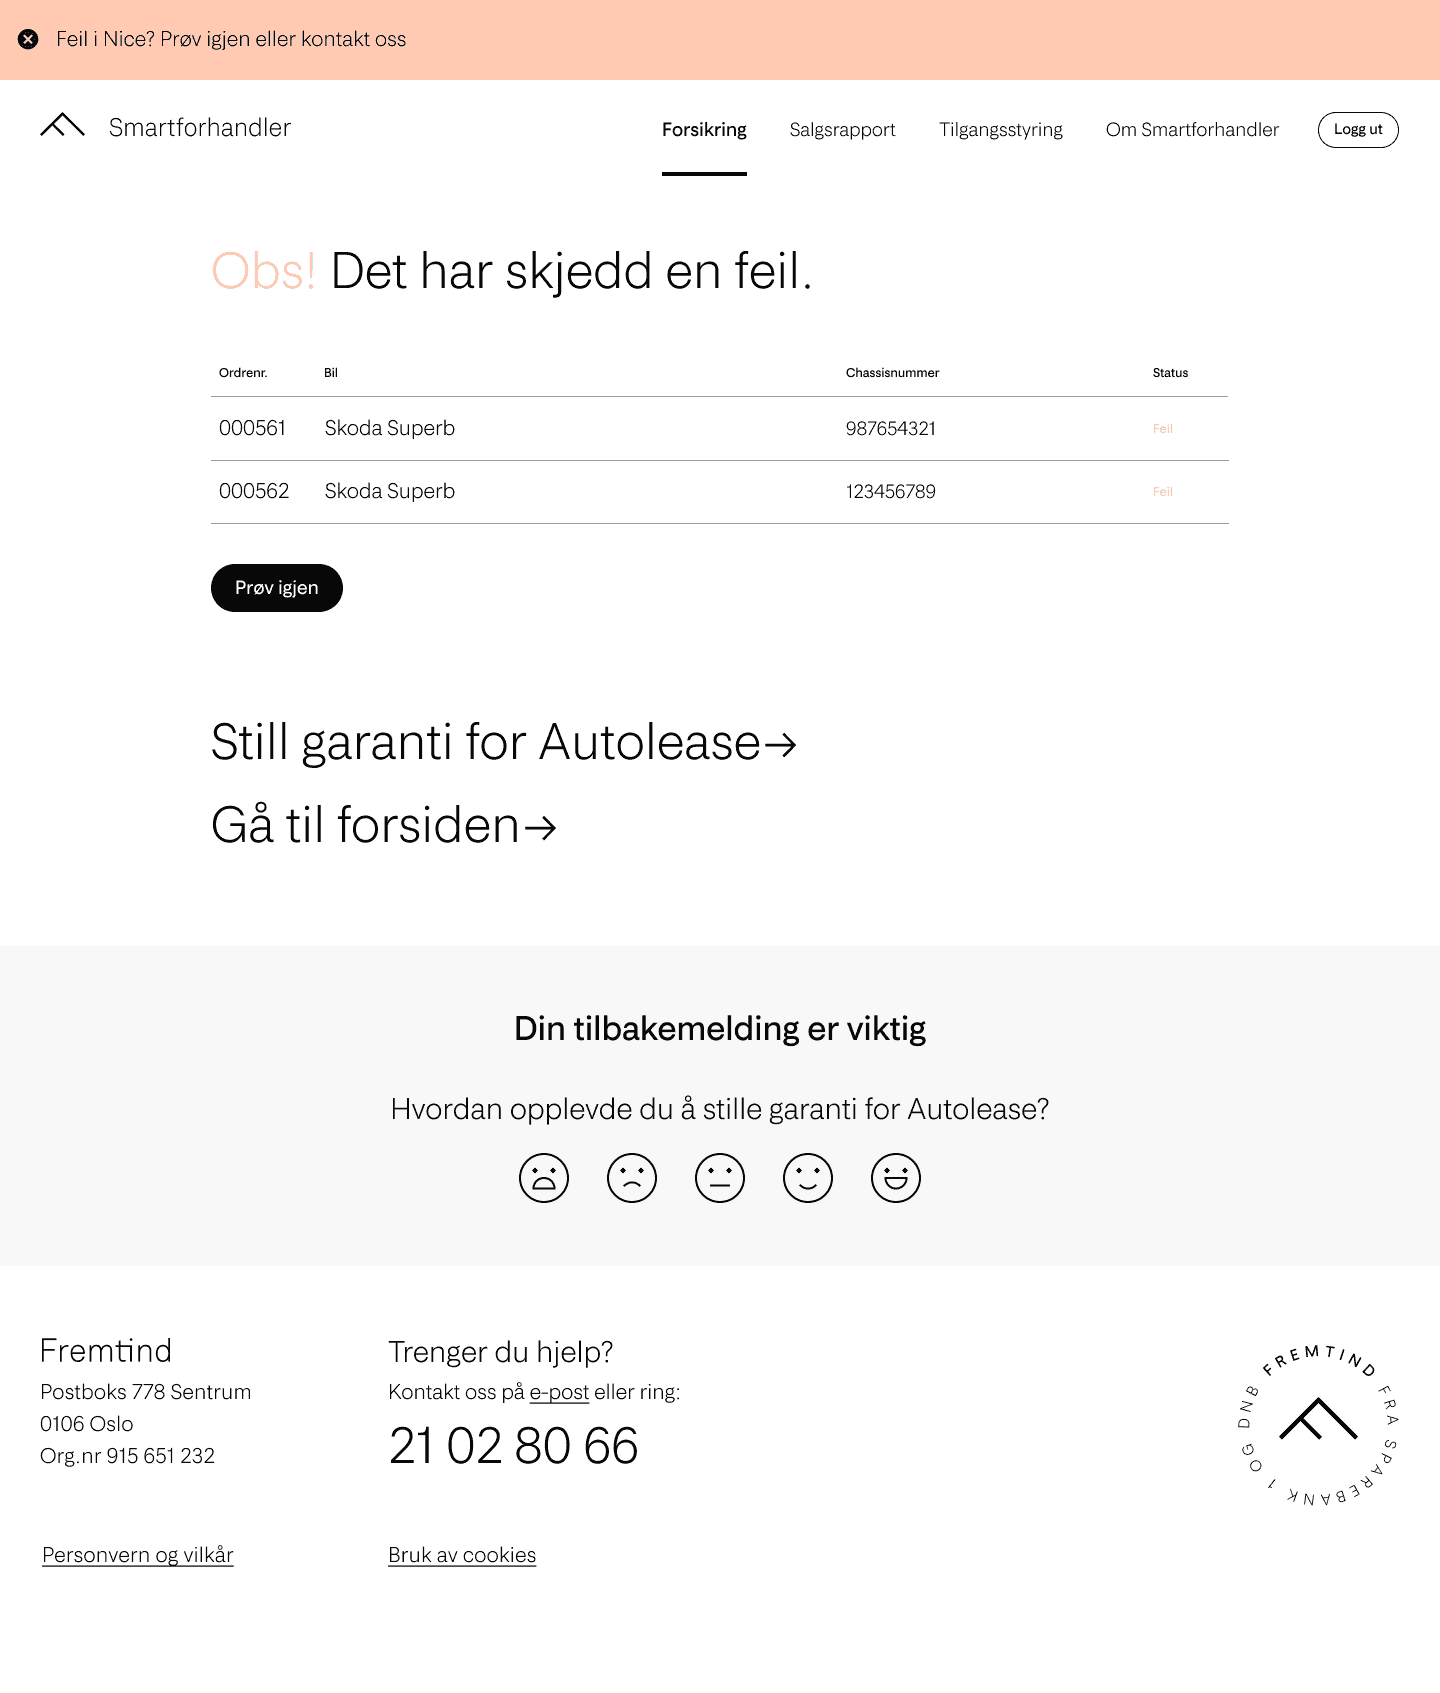 Feil i Nice? Prøv igjen eller kontakt oss
Smartforhandler
Forsikring
Salgsrapport
Tilgangsstyring
Om Smartforhandler
Logg ut
Obs! Det har skjedd en feil.
Ordrenr. Bil Chassisnummer Status
000561 Skoda Superb 987654321 Feil
000562 Skoda Superb 123456789 Feil
Prøv igjen
Still garanti for Autolease→
Gå til forsiden→
Din tilbakemelding er viktig
Hvordan opplevde du å stille garanti for Autolease?
Fremtind
Postboks 778 Sentrum
0106 Oslo
Org.nr 915 651 232
Trenger du hjelp?
Kontakt oss på e-post eller ring:
21 02 80 66
FREMTIND FRA SPAREBANK 1 OG DNB
Personvern og vilkår
Bruk av cookies